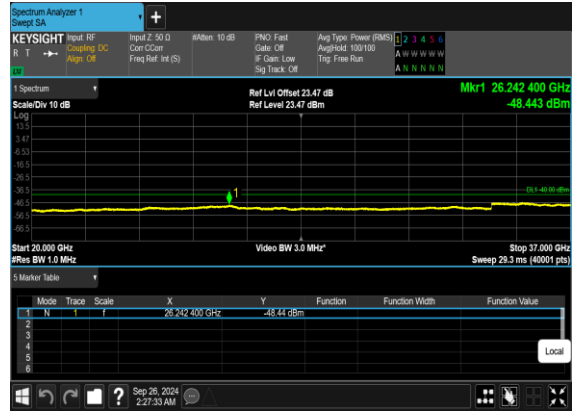 Spectrum Analyzer 1
Swept SA
+
KEYSIGHT Input: RF Input Z: 50 Ω #Atten: 10 dB PNO: Fast Avg Type: Power (RMS) 1 2 3 4 5 6
R T Coupling: DC Corr CCorr Gate: Off Avg|Hold: 100/100 A W W W W W
Align: Off Freq Ref: Int (S) IF Gain: Low Trig: Free Run
Sig Track: Off A N N N N N
1 Spectrum Ref Lvl Offset 23.47 dB Mkr1 26.242 400 GHz
Scale/Div 10 dB Ref Level 23.47 dBm -48.443 dBm
Log
13.5
3.47
-6.53
-16.5
-26.5
-36.5 1 DL1 -40.00 dBm
-46.5
-56.5
-66.5
Start 20.000 GHz Video BW 3.0 MHz* Stop 37.000 GHz
#Res BW 1.0 MHz Sweep 29.3 ms (40001 pts)
5 Marker Table
Mode Trace Scale X Y Function Function Width Function Value
1 N 1 f 26.242 400 GHz -48.44 dBm
2
3
4
5
6
Local
? Sep 26, 2024
2:27:33 AM